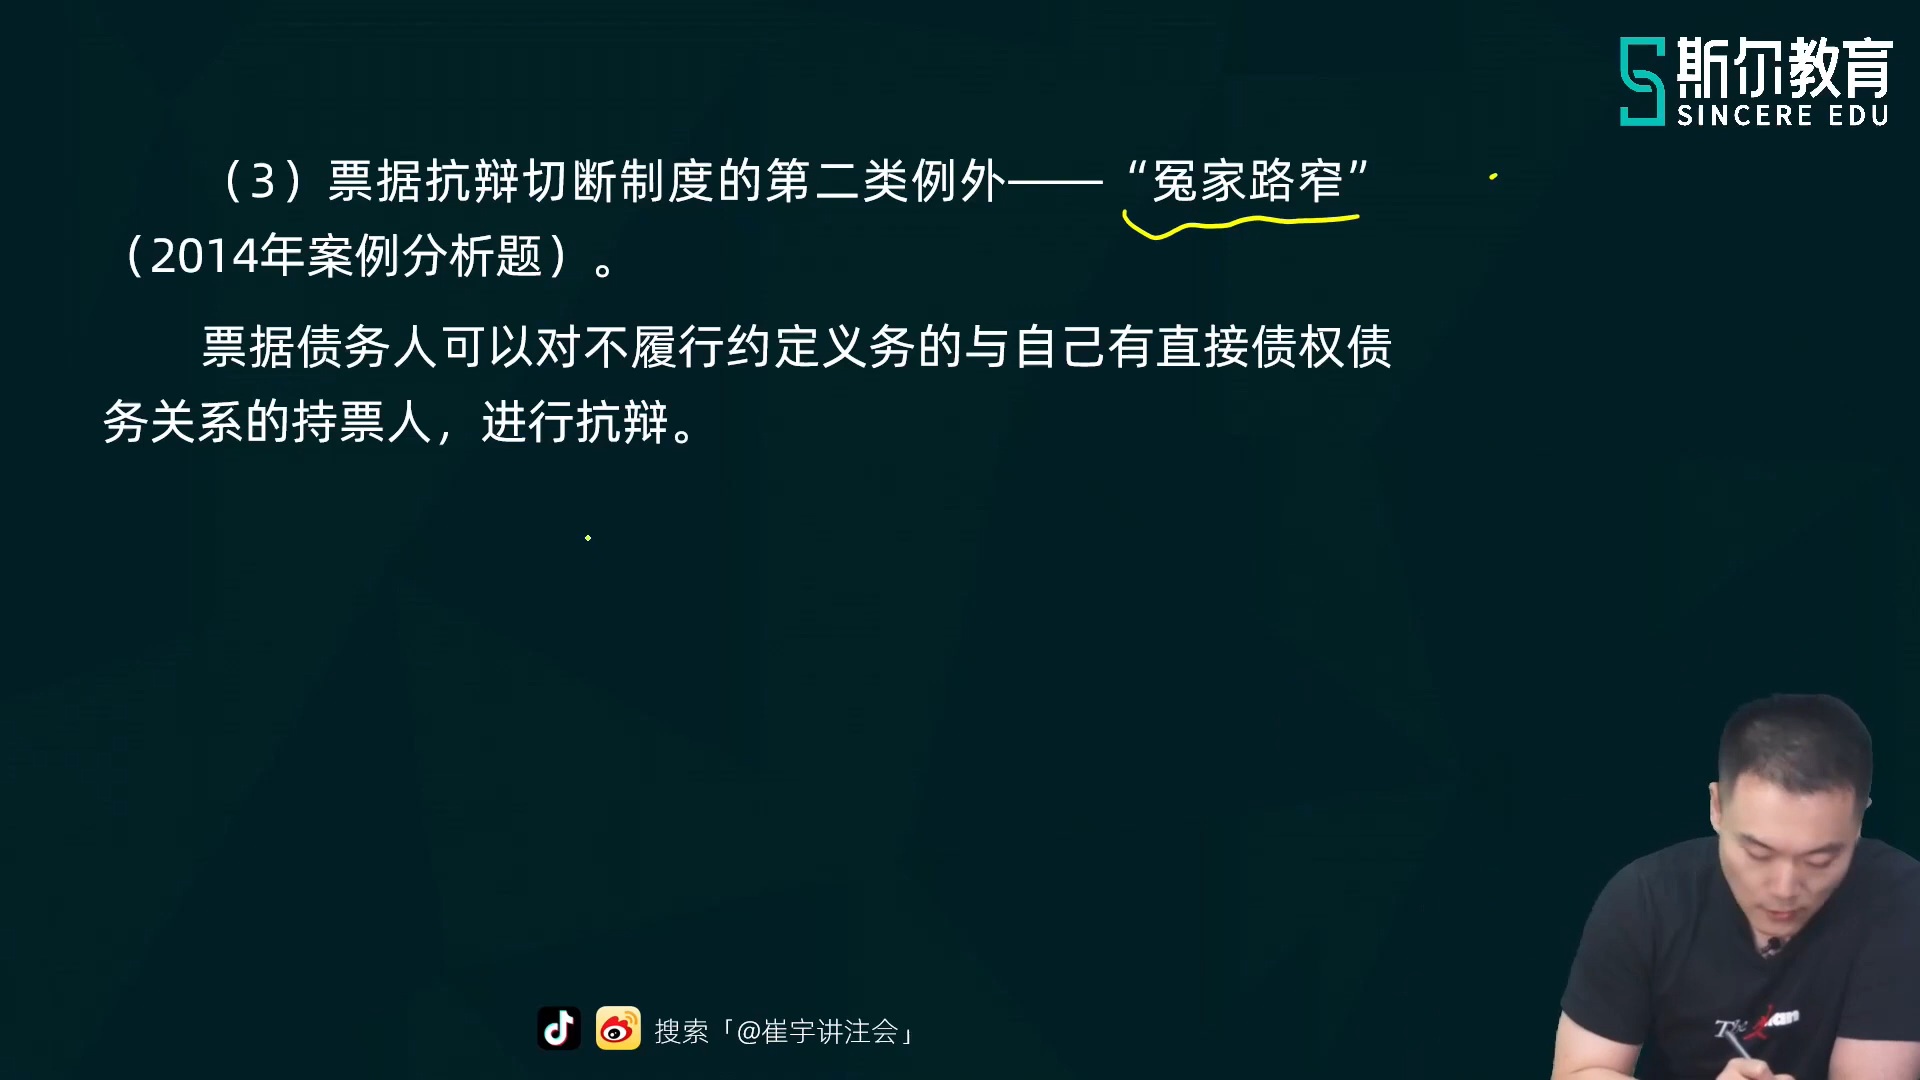 斯尔教育
SINCERE EDU
（3）票据抗辩切断制度的第二类例外——“冤家路窄”
（2014年案例分析题）。
票据债务人可以对不履行约定义务的与自己有直接债权债
务关系的持票人，进行抗辩。
The
搜索「@崔宇讲注会」